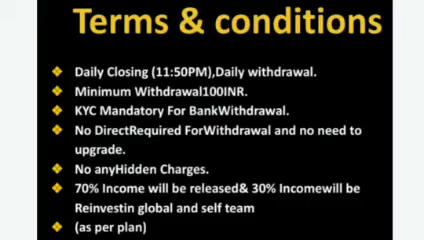 Terms & conditions
❖ Daily Closing (11:50PM),Daily withdrawal.
❖ Minimum Withdrawal100INR.
❖ KYC Mandatory For BankWithdrawal.
❖ No DirectRequired ForWithdrawal and no need to
upgrade.
❖ No anyHidden Charges.
❖ 70% Income will be released& 30% Incomewill be
Reinvestin global and self team
❖ (as per plan)